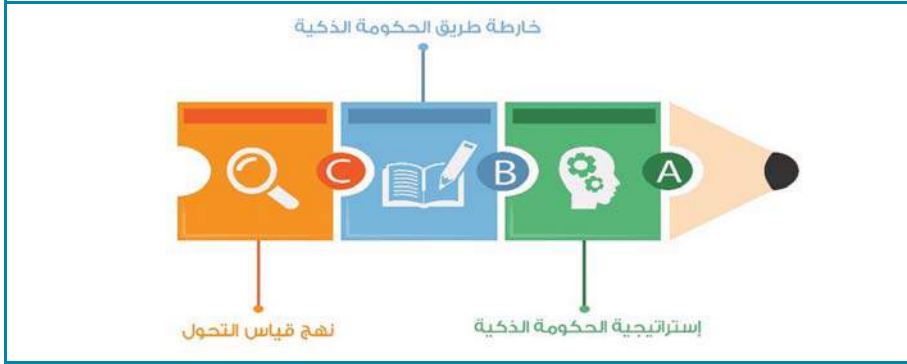 خارطة طريق الحكومة الذكية
A
B
C
إستراتيجية الحكومة الذكية
نهج قياس التحول